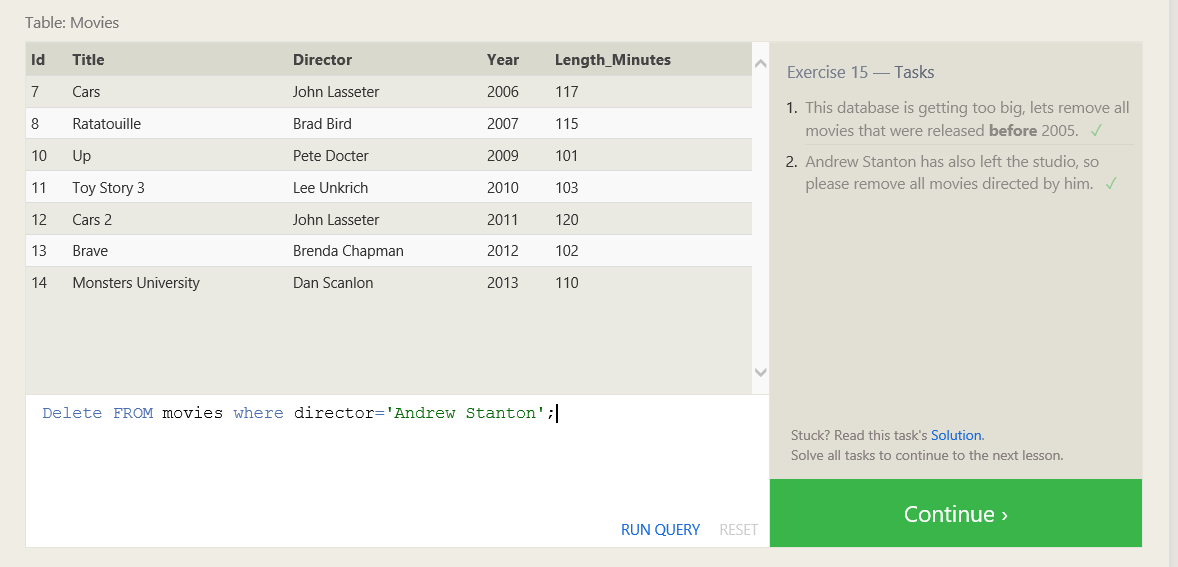 Table: Movies
Id Title Director Year Length_Minutes
7 Cars John Lasseter 2006 117
8 Ratatouille Brad Bird 2007 115
10 Up Pete Docter 2009 101
11 Toy Story 3 Lee Unkrich 2010 103
12 Cars 2 John Lasseter 2011 120
13 Brave Brenda Chapman 2012 102
14 Monsters University Dan Scanlon 2013 110
Delete FROM movies where director='Andrew Stanton';
RUN QUERY RESET
Exercise 15 — Tasks
1. This database is getting too big, lets remove all
movies that were released before 2005. ✓
2. Andrew Stanton has also left the studio, so
please remove all movies directed by him. ✓
Stuck? Read this task's Solution.
Solve all tasks to continue to the next lesson.
Continue ›